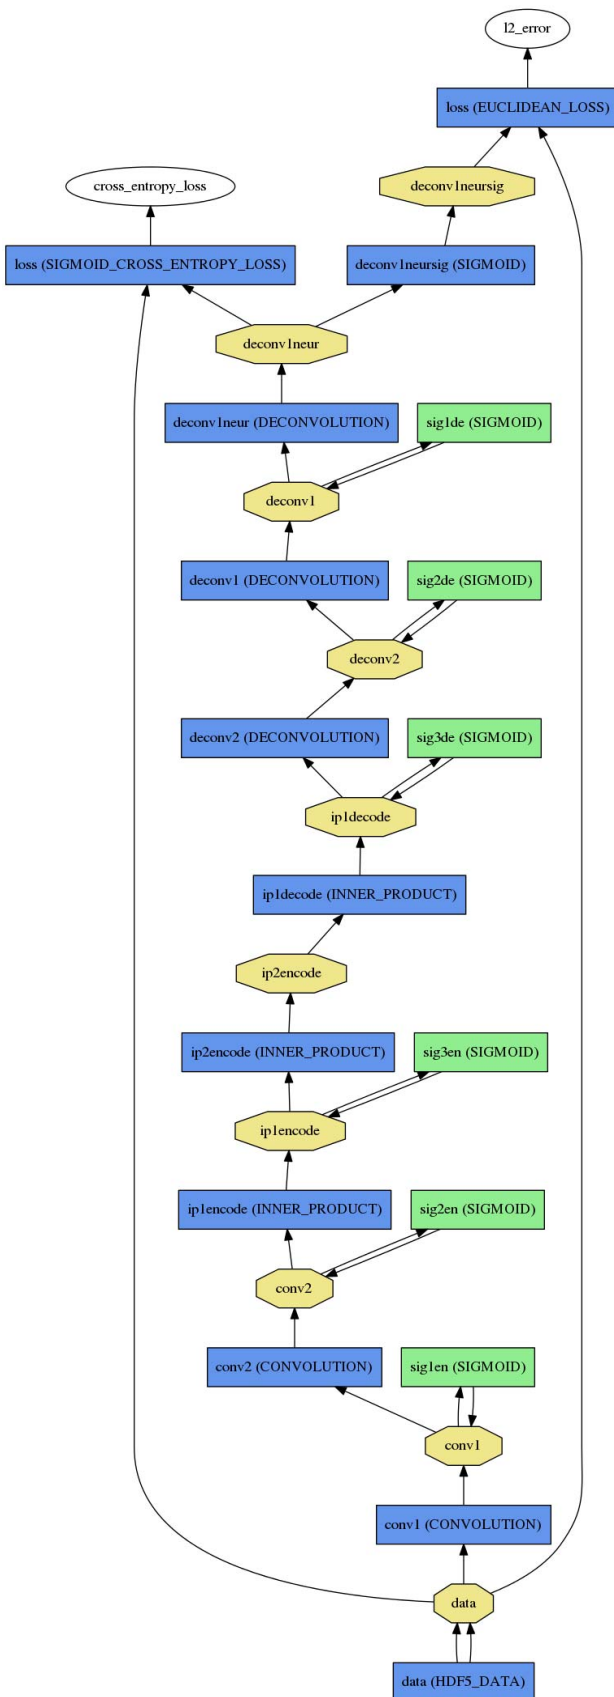 l2_error
loss (EUCLIDEAN_LOSS)
cross_entropy_loss
deconv1neursig
loss (SIGMOID_CROSS_ENTROPY_LOSS)
deconv1neursig (SIGMOID)
deconv1neur
deconv1neur (DECONVOLUTION)
sig1de (SIGMOID)
deconv1
deconv1 (DECONVOLUTION)
sig2de (SIGMOID)
deconv2
deconv2 (DECONVOLUTION)
sig3de (SIGMOID)
ip1decode
ip1decode (INNER_PRODUCT)
ip2encode
ip2encode (INNER_PRODUCT)
sig3en (SIGMOID)
ip1encode
ip1encode (INNER_PRODUCT)
sig2en (SIGMOID)
conv2
conv2 (CONVOLUTION)
sig1en (SIGMOID)
conv1
conv1 (CONVOLUTION)
data
data (HDF5_DATA)